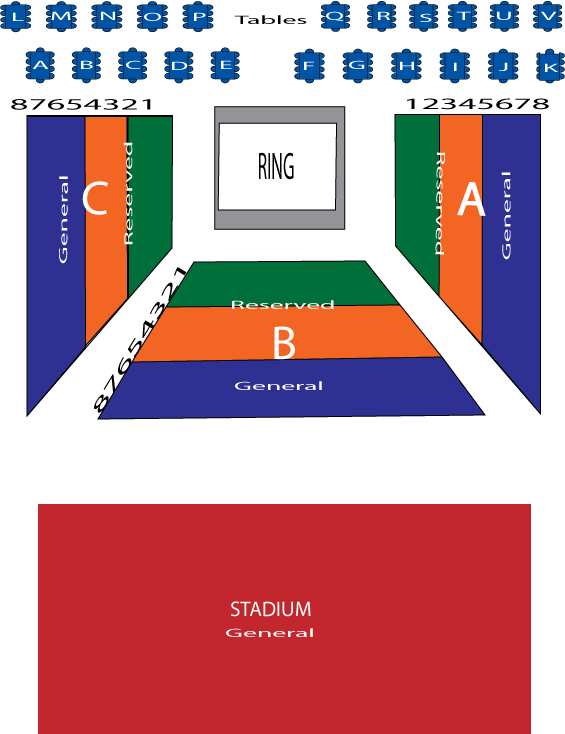 L M N O P Tables Q R S T U V
A B C D E F G H I J K
87654321 12345678
RING
General C Reserved
Reserved A General
87654321
Reserved
B
General
STADIUM
General